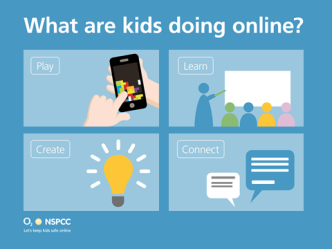 What are kids doing online?
Play
Learn
Create
Connect
O₂ NSPCC
Let's keep kids safe online